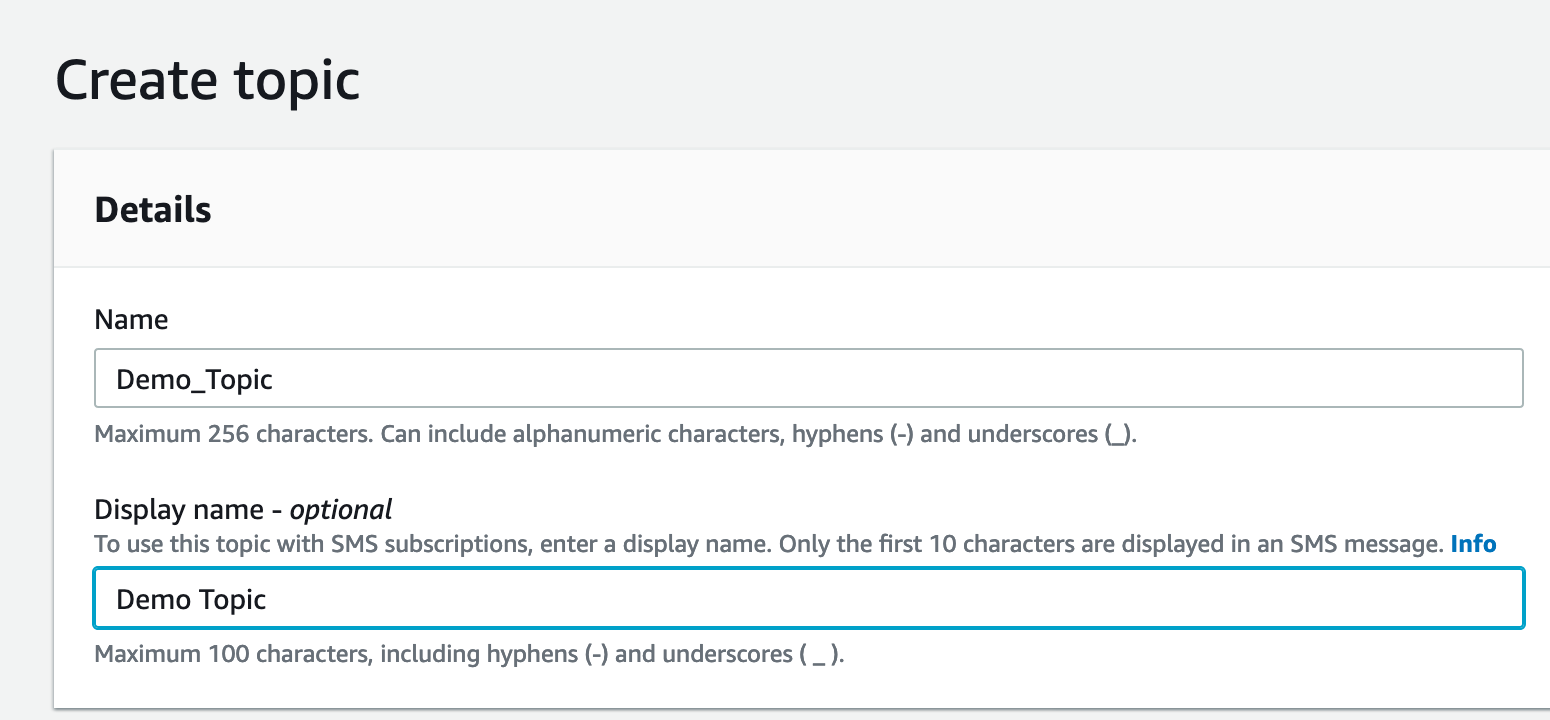 Create topic
Details
Name
Demo_Topic
Maximum 256 characters. Can include alphanumeric characters, hyphens (-) and underscores (_).
Display name - optional
To use this topic with SMS subscriptions, enter a display name. Only the first 10 characters are displayed in an SMS message. Info
Demo Topic
Maximum 100 characters, including hyphens (-) and underscores ( _ ).